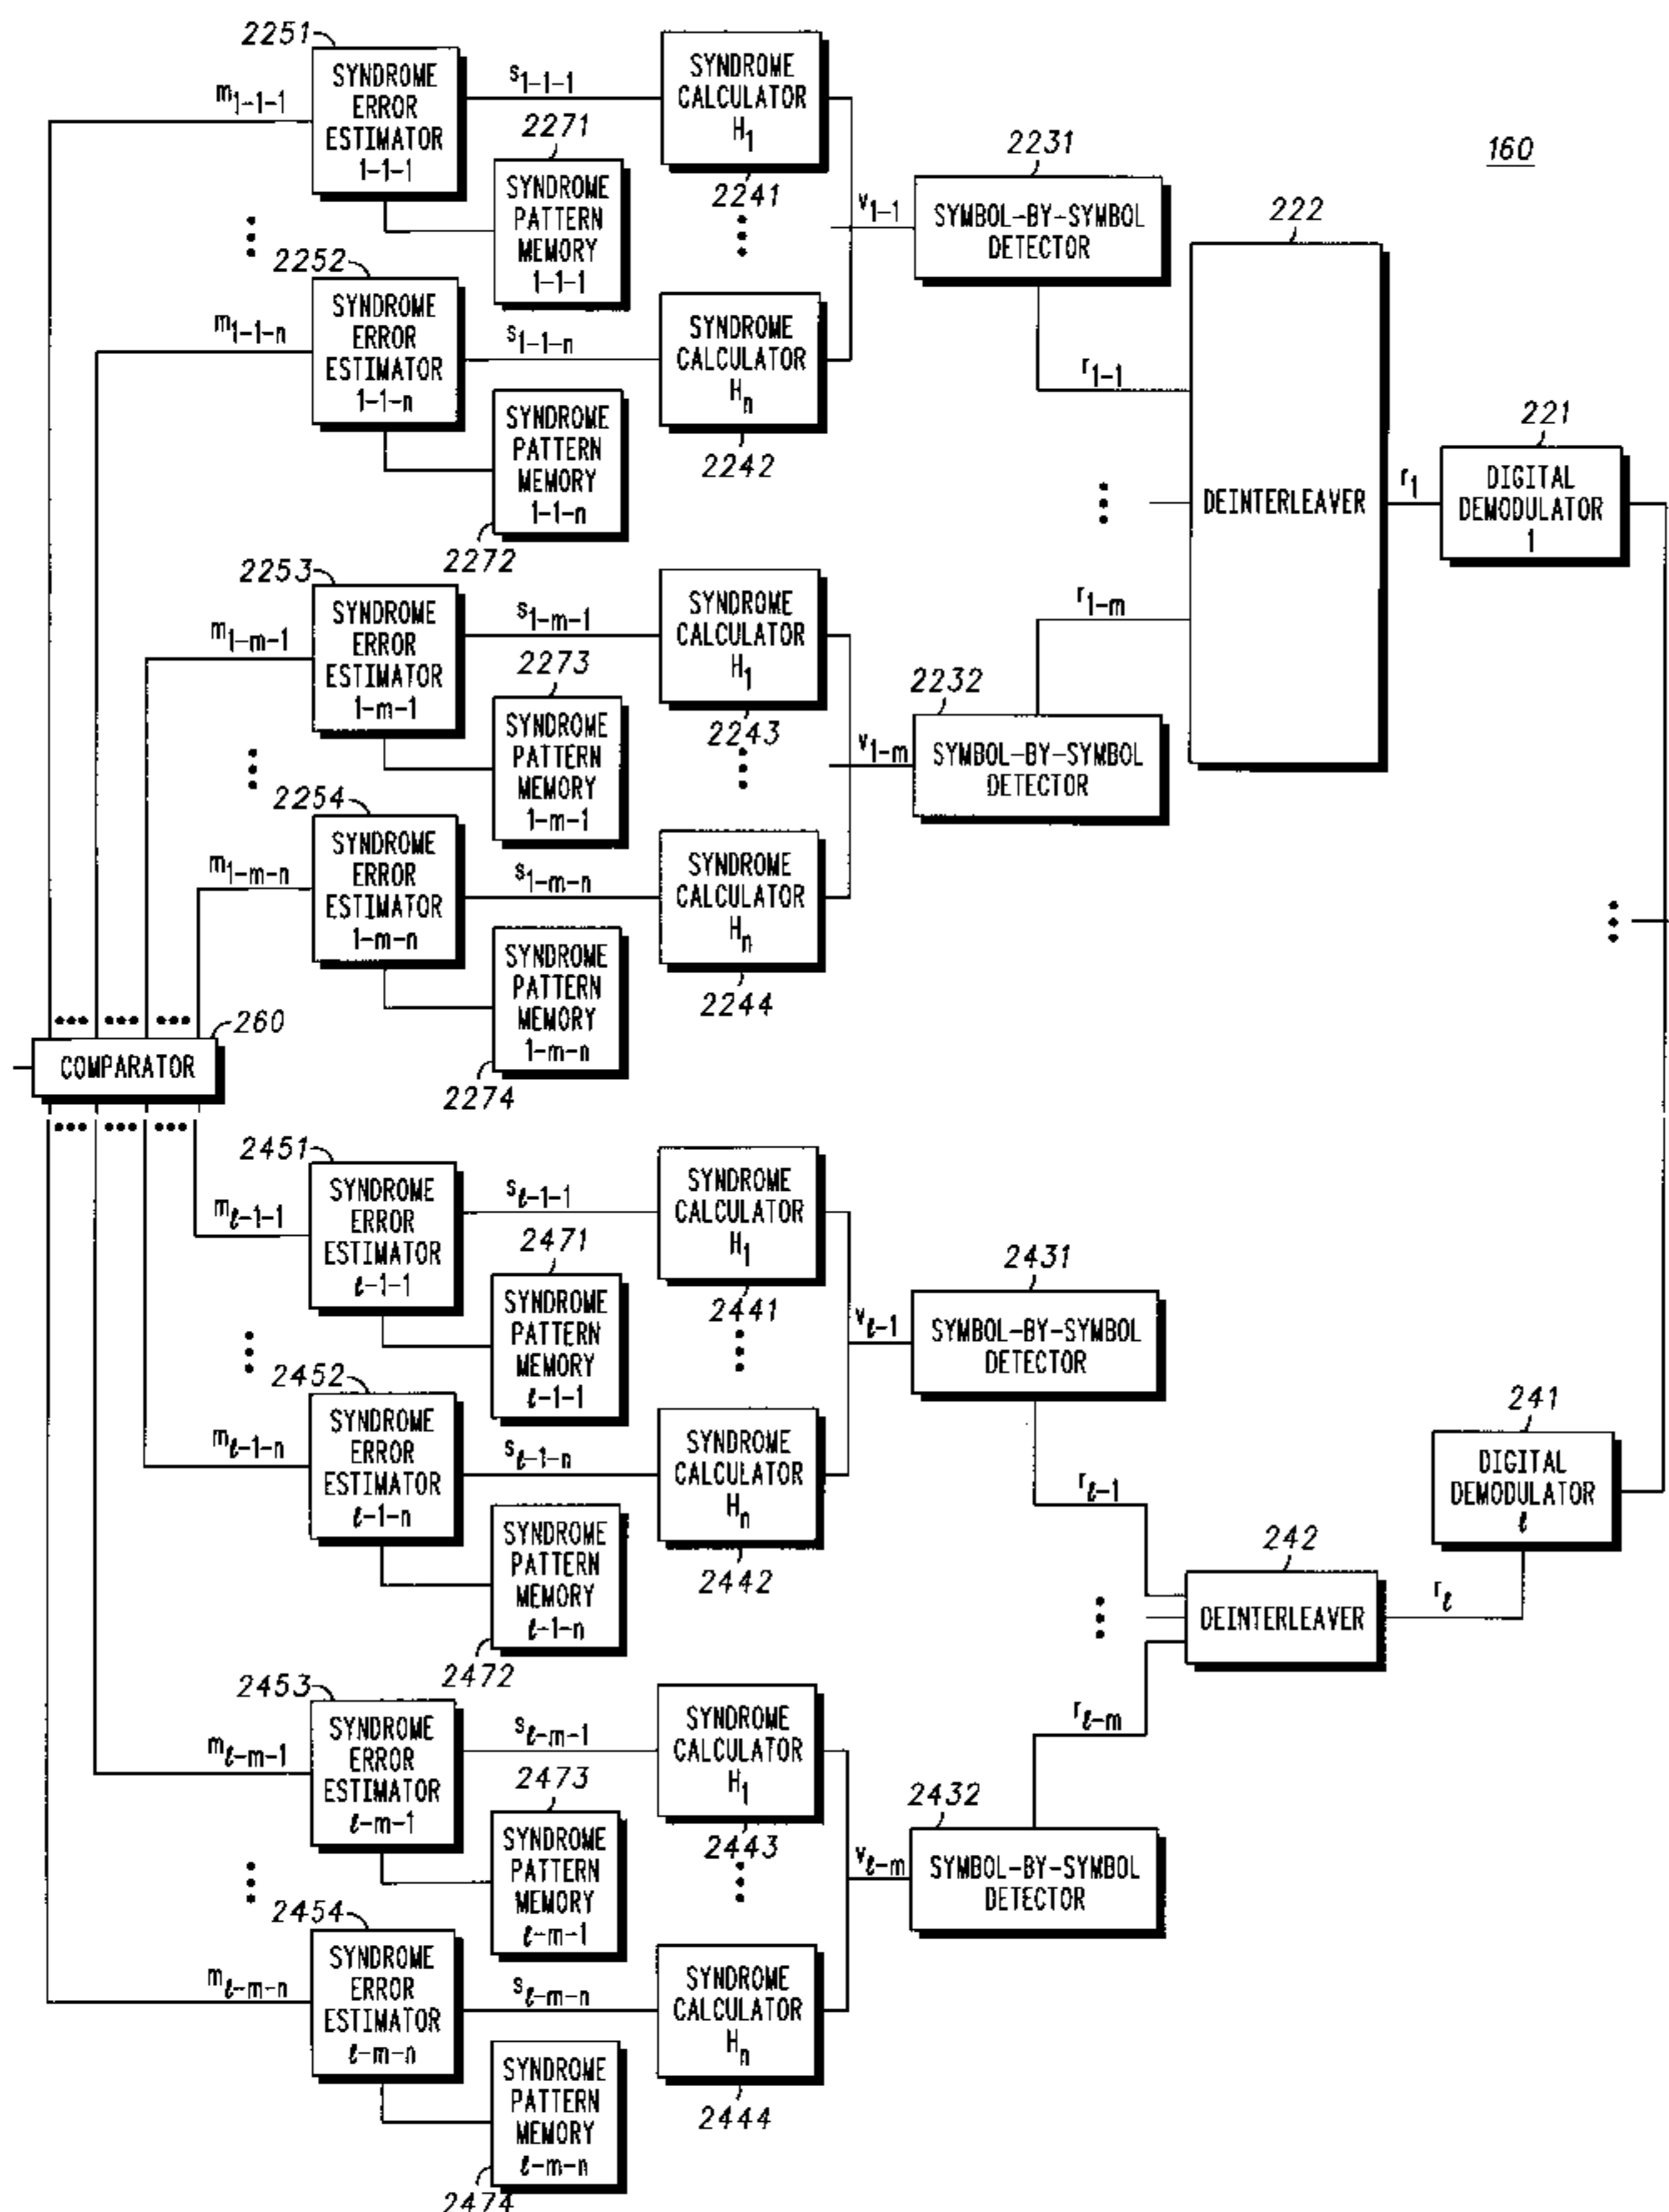 160
2251
SYNDROME
ERROR
ESTIMATOR
1-1-1
m1-1-1
s1-1-1
SYNDROME
CALCULATOR
H1
2241
2271
SYNDROME
PATTERN
MEMORY
1-1-1
v1-1
2231
SYMBOL-BY-SYMBOL
DETECTOR
222
DEINTERLEAVER
2252
SYNDROME
ERROR
ESTIMATOR
1-1-n
m1-1-n
s1-1-n
SYNDROME
CALCULATOR
Hn
2242
SYNDROME
PATTERN
MEMORY
1-1-n
2272
r1-1
r1
221
DIGITAL
DEMODULATOR
1
2253
SYNDROME
ERROR
ESTIMATOR
1-m-1
m1-m-1
s1-m-1
SYNDROME
CALCULATOR
H1
2243
2273
SYNDROME
PATTERN
MEMORY
1-m-1
r1-m
v1-m
2232
SYMBOL-BY-SYMBOL
DETECTOR
2254
SYNDROME
ERROR
ESTIMATOR
1-m-n
m1-m-n
s1-m-n
SYNDROME
CALCULATOR
Hn
2244
SYNDROME
PATTERN
MEMORY
1-m-n
2274
260
COMPARATOR
2451
SYNDROME
ERROR
ESTIMATOR
ℓ-1-1
mℓ-1-1
sℓ-1-1
SYNDROME
CALCULATOR
H1
2441
2471
SYNDROME
PATTERN
MEMORY
ℓ-1-1
vℓ-1
2431
SYMBOL-BY-SYMBOL
DETECTOR
2452
SYNDROME
ERROR
ESTIMATOR
ℓ-1-n
mℓ-1-n
sℓ-1-n
SYNDROME
CALCULATOR
Hn
2442
SYNDROME
PATTERN
MEMORY
ℓ-1-n
2472
rℓ-1
241
DIGITAL
DEMODULATOR
ℓ
242
DEINTERLEAVER
rℓ
2453
SYNDROME
ERROR
ESTIMATOR
ℓ-m-1
mℓ-m-1
sℓ-m-1
SYNDROME
CALCULATOR
H1
2443
2473
SYNDROME
PATTERN
MEMORY
ℓ-m-1
rℓ-m
vℓ-m
2432
SYMBOL-BY-SYMBOL
DETECTOR
2454
SYNDROME
ERROR
ESTIMATOR
ℓ-m-n
mℓ-m-n
sℓ-m-n
SYNDROME
CALCULATOR
Hn
2444
SYNDROME
PATTERN
MEMORY
ℓ-m-n
2474